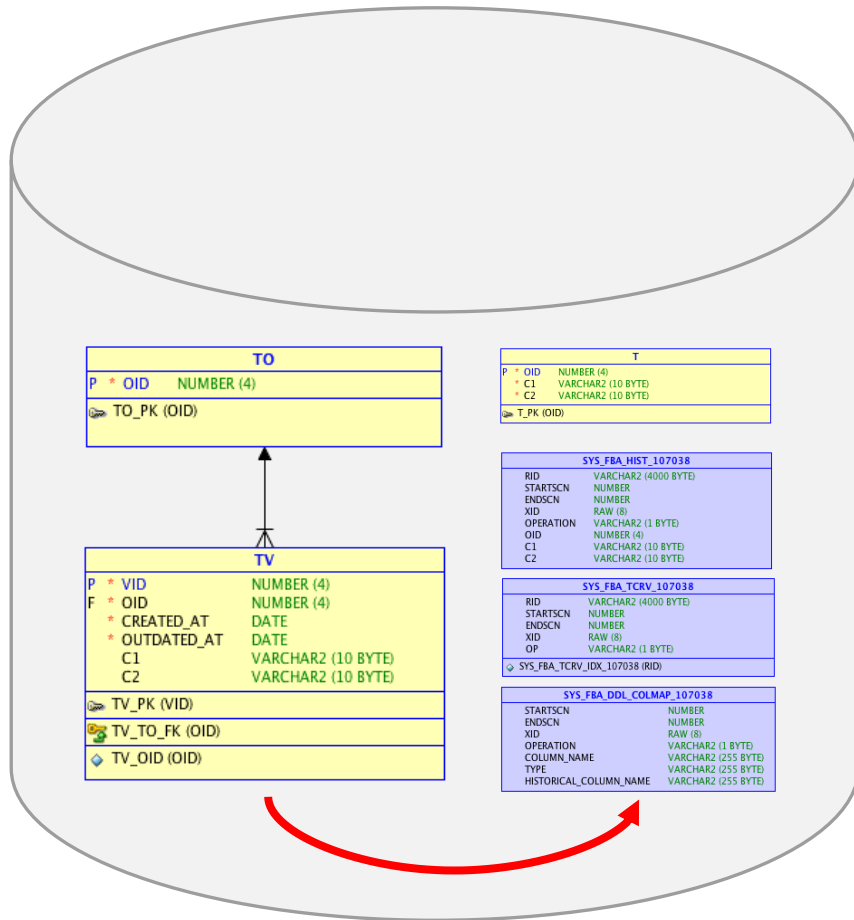 TO
P * OID NUMBER (4)
TO_PK (OID)
TV
P * VID NUMBER (4)
F * OID NUMBER (4)
* CREATED_AT DATE
* OUTDATED_AT DATE
C1 VARCHAR2 (10 BYTE)
C2 VARCHAR2 (10 BYTE)
TV_PK (VID)
TV_TO_FK (OID)
TV_OID (OID)
T
P * OID NUMBER (4)
* C1 VARCHAR2 (10 BYTE)
* C2 VARCHAR2 (10 BYTE)
T_PK (OID)
SYS_FBA_HIST_107038
RID VARCHAR2 (4000 BYTE)
STARTSCN NUMBER
ENDSCN NUMBER
XID RAW (8)
OPERATION VARCHAR2 (1 BYTE)
OID NUMBER (4)
C1 VARCHAR2 (10 BYTE)
C2 VARCHAR2 (10 BYTE)
SYS_FBA_TCRV_107038
RID VARCHAR2 (4000 BYTE)
STARTSCN NUMBER
ENDSCN NUMBER
XID RAW (8)
OP VARCHAR2 (1 BYTE)
SYS_FBA_TCRV_IDX_107038 (RID)
SYS_FBA_DDL_COLMAP_107038
STARTSCN NUMBER
ENDSCN NUMBER
XID RAW (8)
OPERATION VARCHAR2 (1 BYTE)
COLUMN_NAME VARCHAR2 (255 BYTE)
TYPE VARCHAR2 (255 BYTE)
HISTORICAL_COLUMN_NAME VARCHAR2 (255 BYTE)